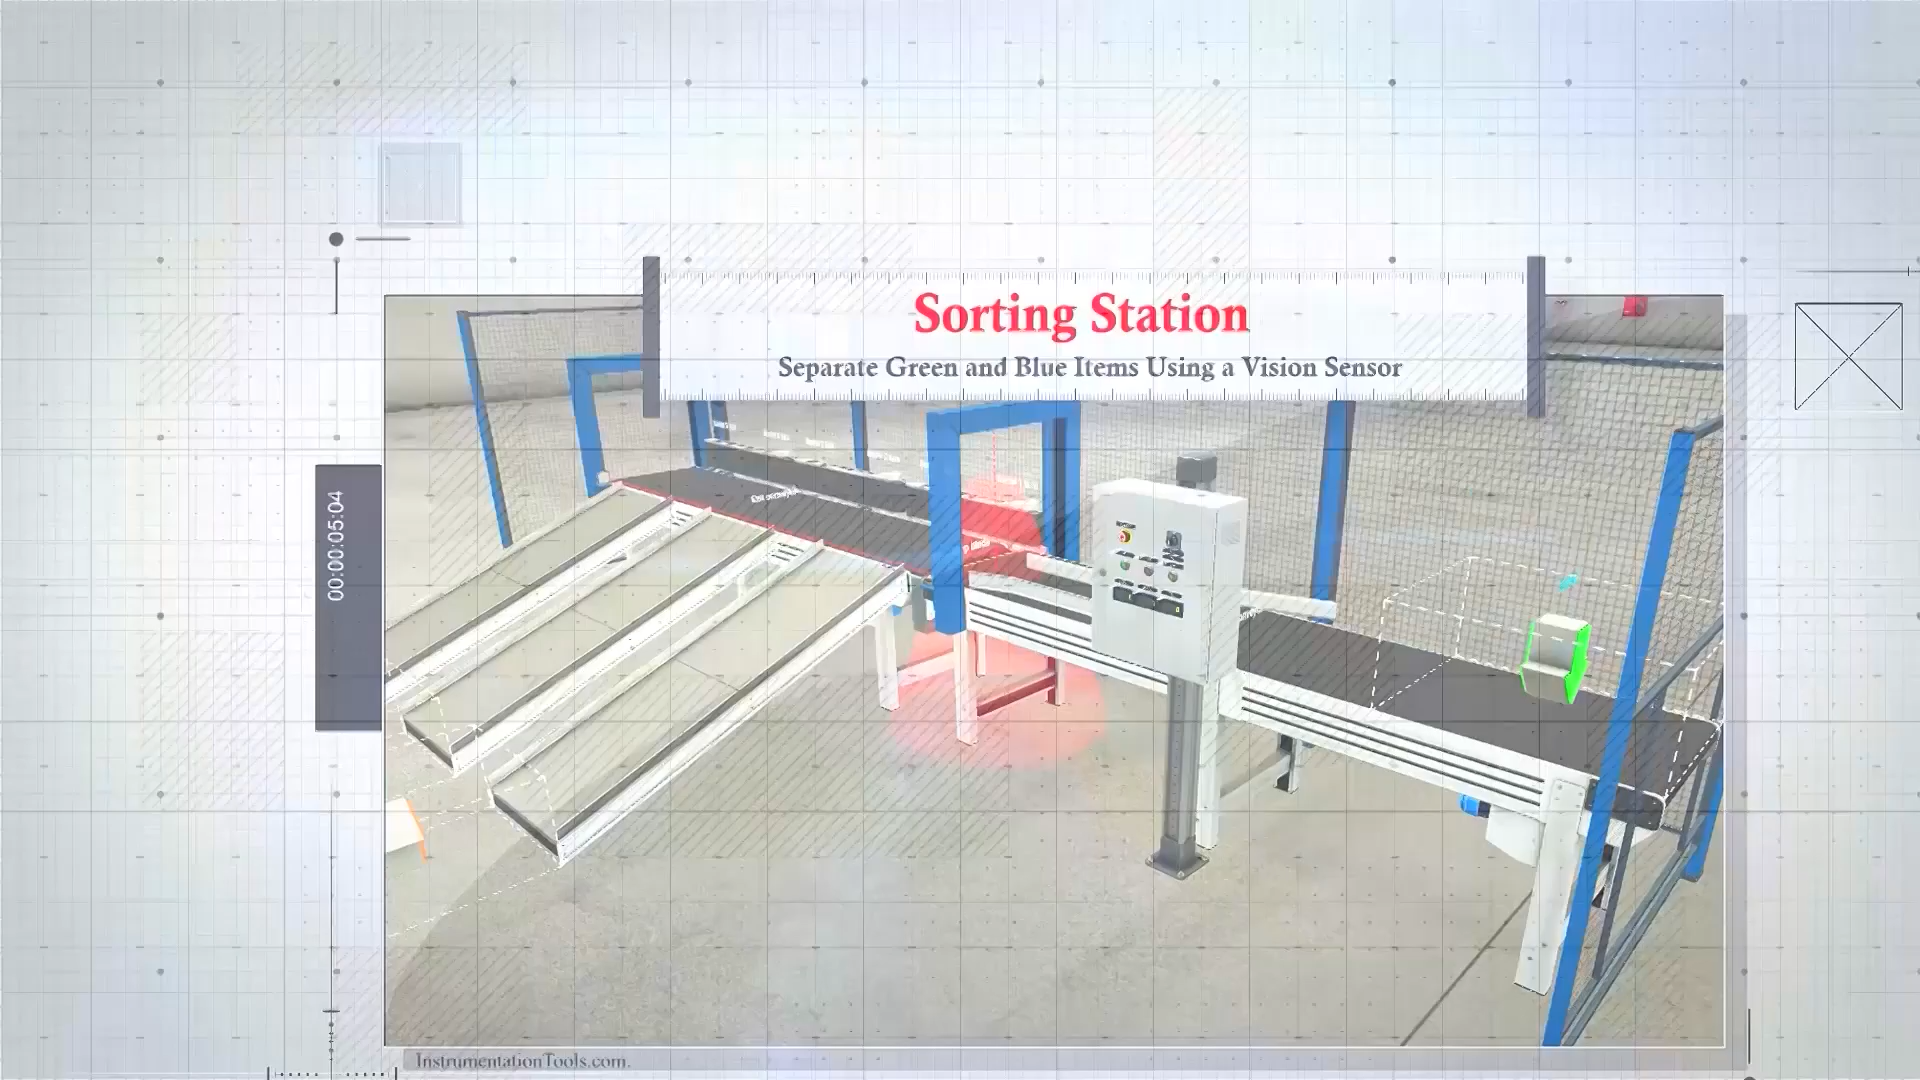 Sorting Station
Separate Green and Blue Items Using a Vision Sensor
00:00:05:04
InstrumentationTools.com.